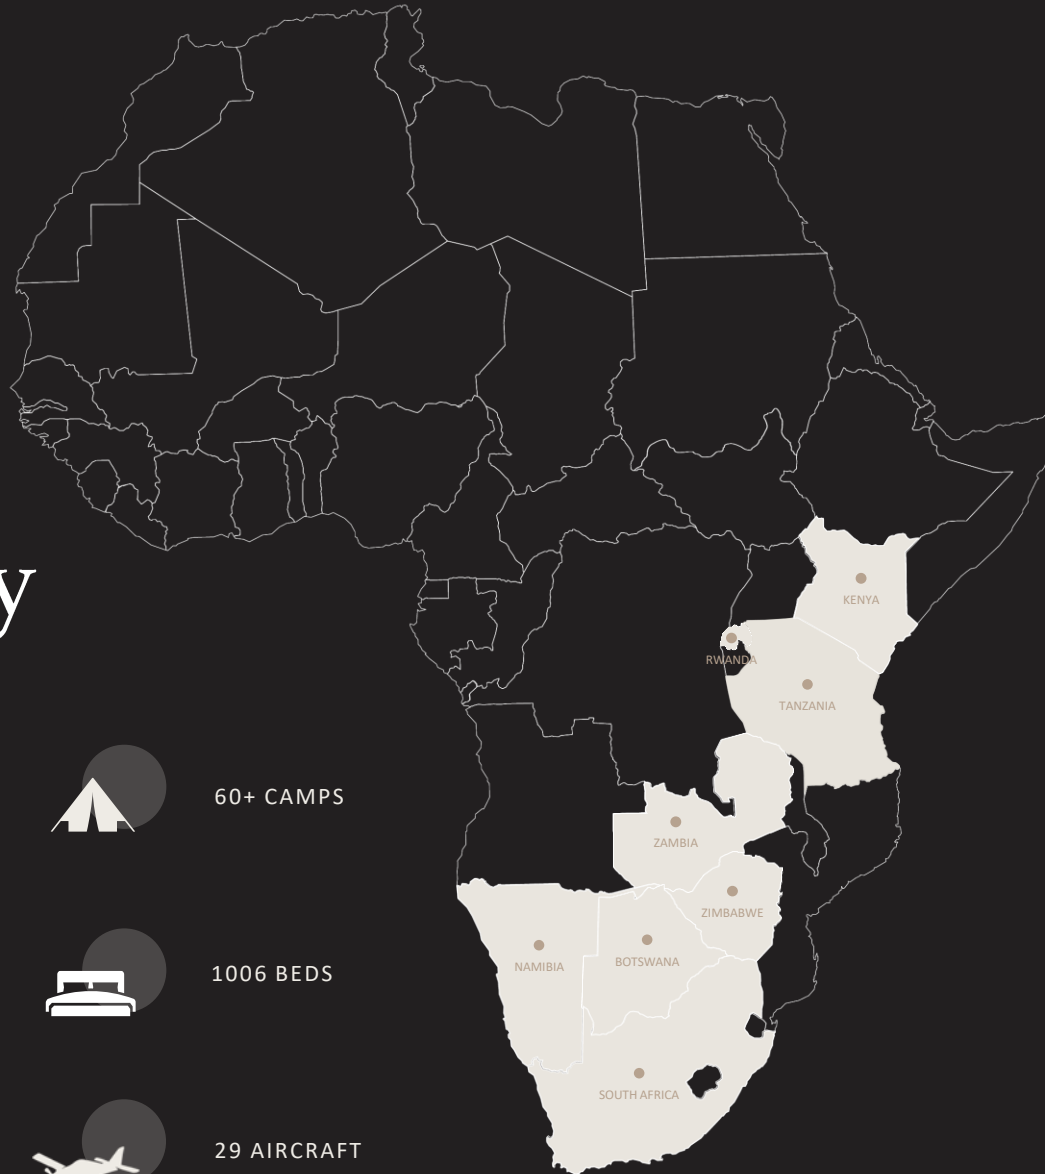 y
KENYA
RWANDA
TANZANIA
60+ CAMPS
ZAMBIA
ZIMBABWE
BOTSWANA
NAMIBIA
1006 BEDS
SOUTH AFRICA
29 AIRCRAFT